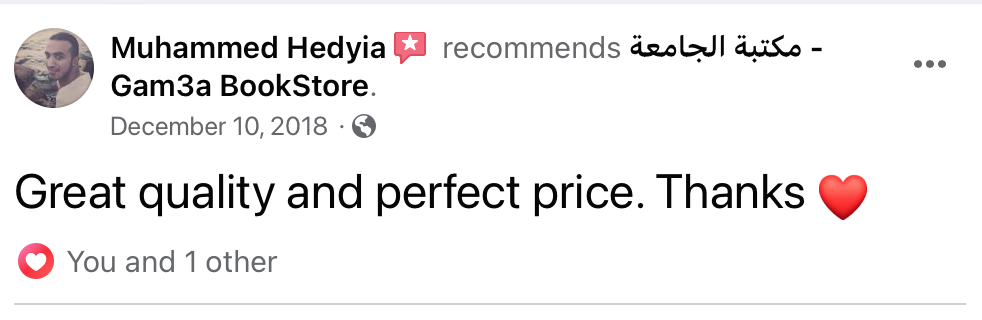 Muhammed Hedyia recommends مكتبة الجامعة -
Gam3a BookStore.
December 10, 2018 ·
Great quality and perfect price. Thanks ❤️
You and 1 other